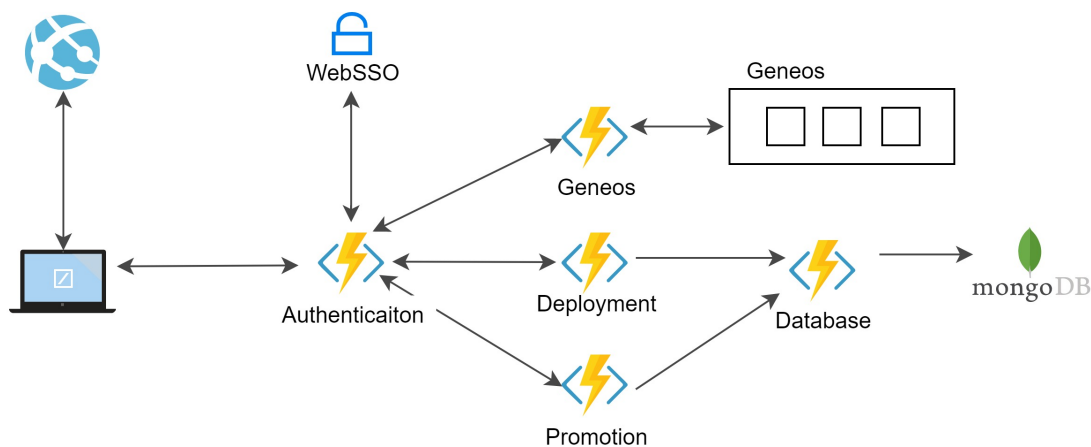 WebSSO
Geneos
Geneos
Authenticaiton
Deployment
Database
mongoDB
Promotion